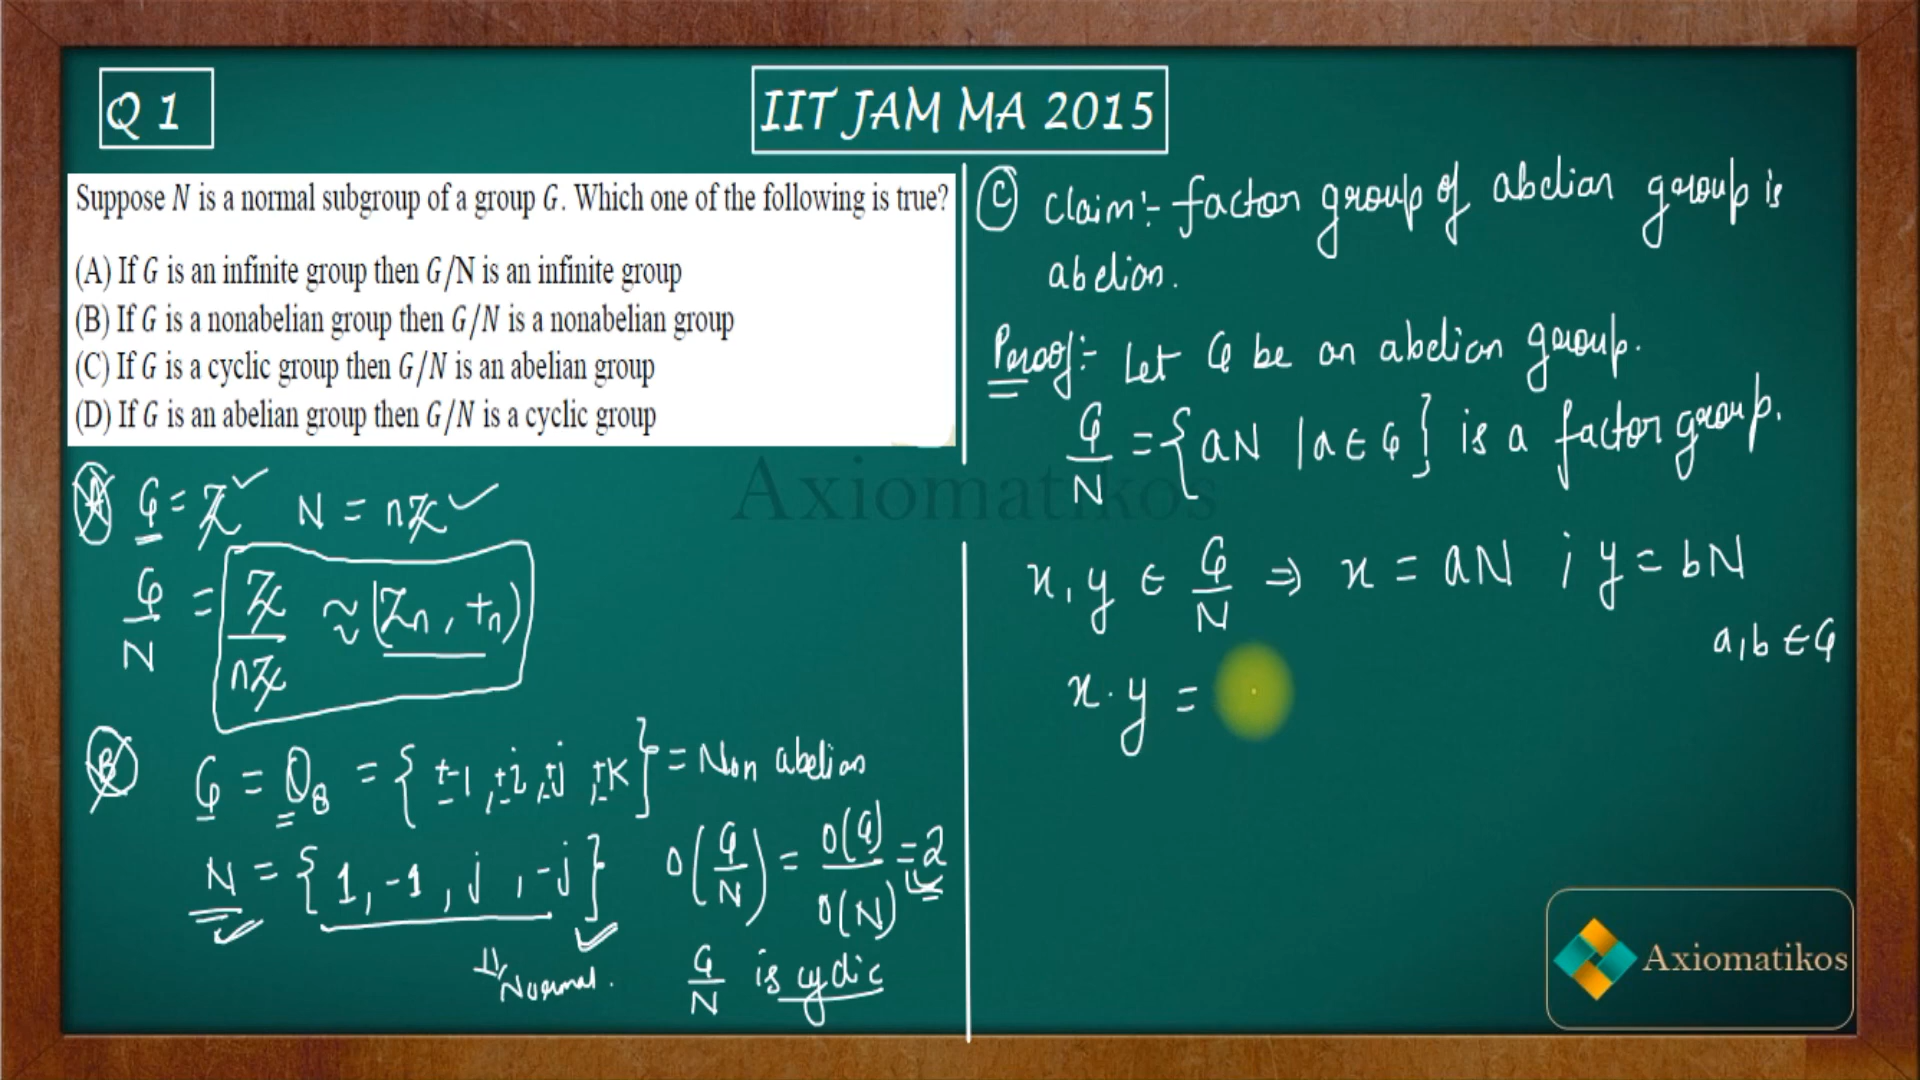 Q 1
IIT JAM MA 2015
Suppose N is a normal subgroup of a group G. Which one of the following is true?
(A) If G is an infinite group then G/N is an infinite group
(B) If G is a nonabelian group then G/N is a nonabelian group
(C) If G is a cyclic group then G/N is an abelian group
(D) If G is an abelian group then G/N is a cyclic group
(A) G = ℤ ✓ N = nℤ ✓
G/N = ℤ/nℤ ≈ (ℤn, +n)
(B) G = Q8 = {±1, ±i, ±j, ±k} = Non abelian
N = {1, -1, j, -j} O(G/N) = O(G)/O(N) = 2
Normal. G/N is cyclic
(C) Claim:- factor group of abelian group is
abelian.
Proof:- Let G be an abelian group.
G/N = {aN | a ∈ G} is a factor group.
x, y ∈ G/N ⇒ x = aN ; y = bN
a, b ∈ G
x · y =
Axiomatikos
Axiomatikos